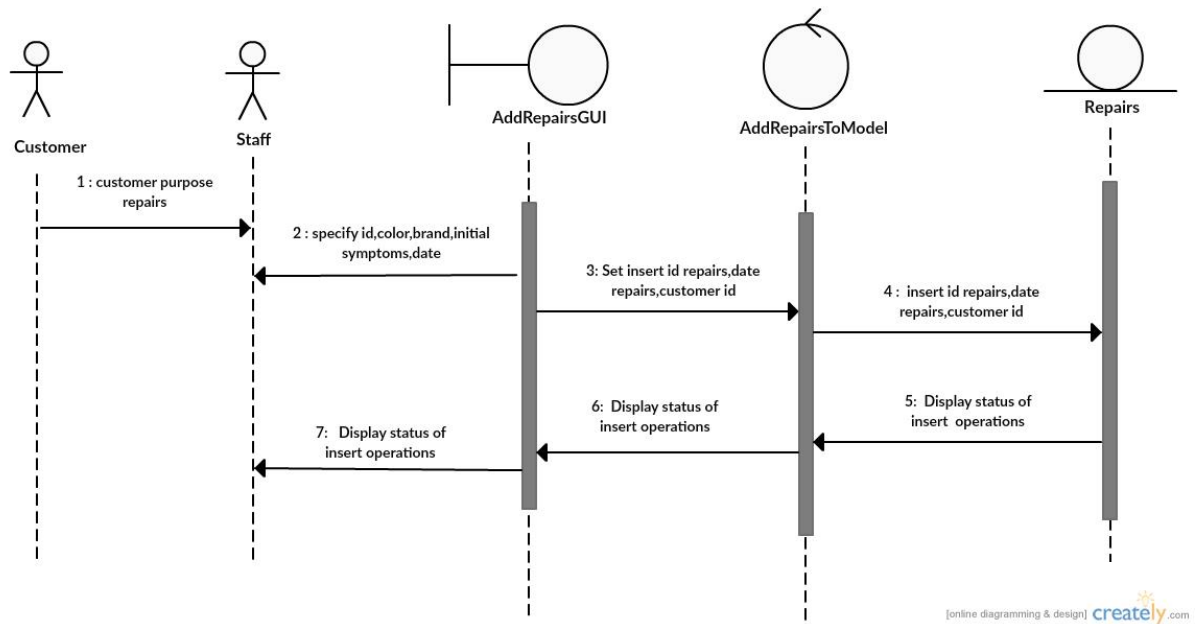 Customer
Staff
AddRepairsGUI
AddRepairsToModel
Repairs
1 : customer purpose
repairs
2 : specify id,color,brand,initial
symptoms,date
3: Set insert id repairs,date
repairs,customer id
4 : insert id repairs,date
repairs,customer id
5: Display status of
insert operations
6: Display status of
insert operations
7: Display status of
insert operations
[online diagramming & design] creately.com